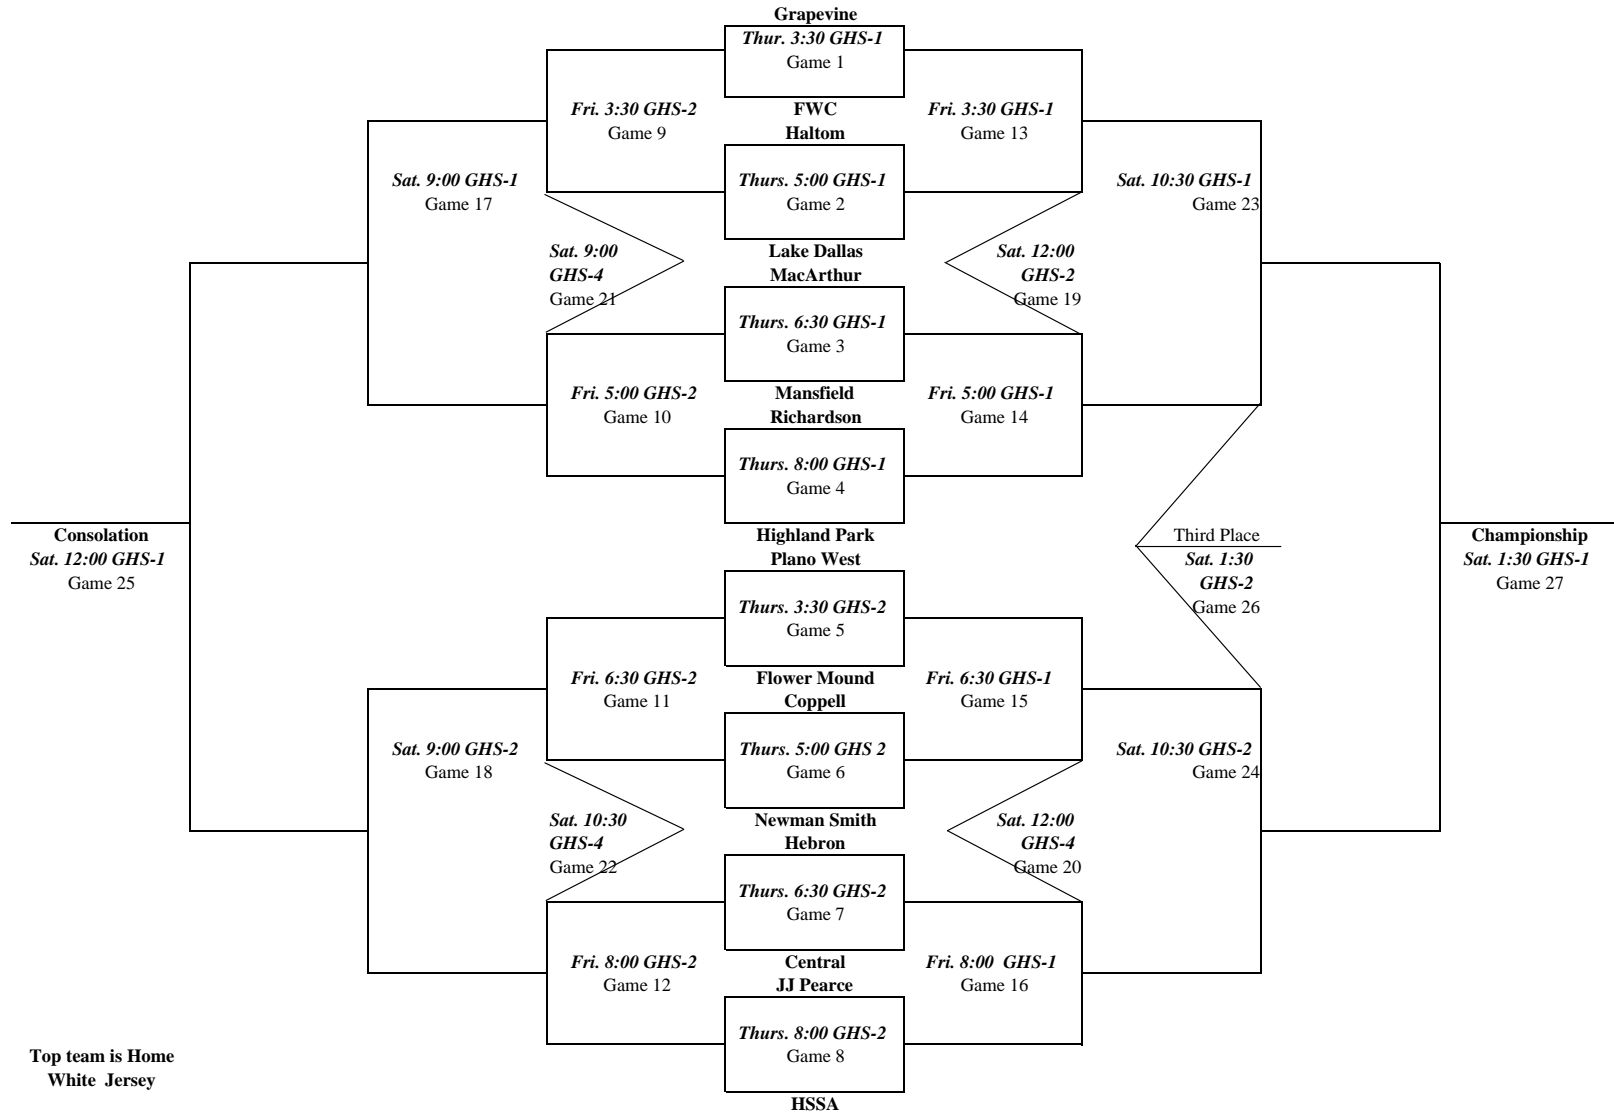 Grapevine
Thur. 3:30 GHS-1
Game 1
Fri. 3:30 GHS-2
Game 9
FWC
Haltom
Fri. 3:30 GHS-1
Game 13
Sat. 9:00 GHS-1
Game 17
Thurs. 5:00 GHS-1
Game 2
Sat. 10:30 GHS-1
Game 23
Sat. 9:00
GHS-4
Game 21
Lake Dallas
MacArthur
Sat. 12:00
GHS-2
Game 19
Thurs. 6:30 GHS-1
Game 3
Fri. 5:00 GHS-2
Game 10
Mansfield
Richardson
Fri. 5:00 GHS-1
Game 14
Thurs. 8:00 GHS-1
Game 4
Consolation
Sat. 12:00 GHS-1
Game 25
Highland Park
Plano West
Third Place
Sat. 1:30
GHS-2
Game 26
Championship
Sat. 1:30 GHS-1
Game 27
Thurs. 3:30 GHS-2
Game 5
Fri. 6:30 GHS-2
Game 11
Flower Mound
Coppell
Fri. 6:30 GHS-1
Game 15
Sat. 9:00 GHS-2
Game 18
Thurs. 5:00 GHS 2
Game 6
Sat. 10:30 GHS-2
Game 24
Sat. 10:30
GHS-4
Game 22
Newman Smith
Hebron
Sat. 12:00
GHS-4
Game 20
Thurs. 6:30 GHS-2
Game 7
Fri. 8:00 GHS-2
Game 12
Central
JJ Pearce
Fri. 8:00  GHS-1
Game 16
Thurs. 8:00 GHS-2
Game 8
Top team is Home
White  Jersey
HSSA